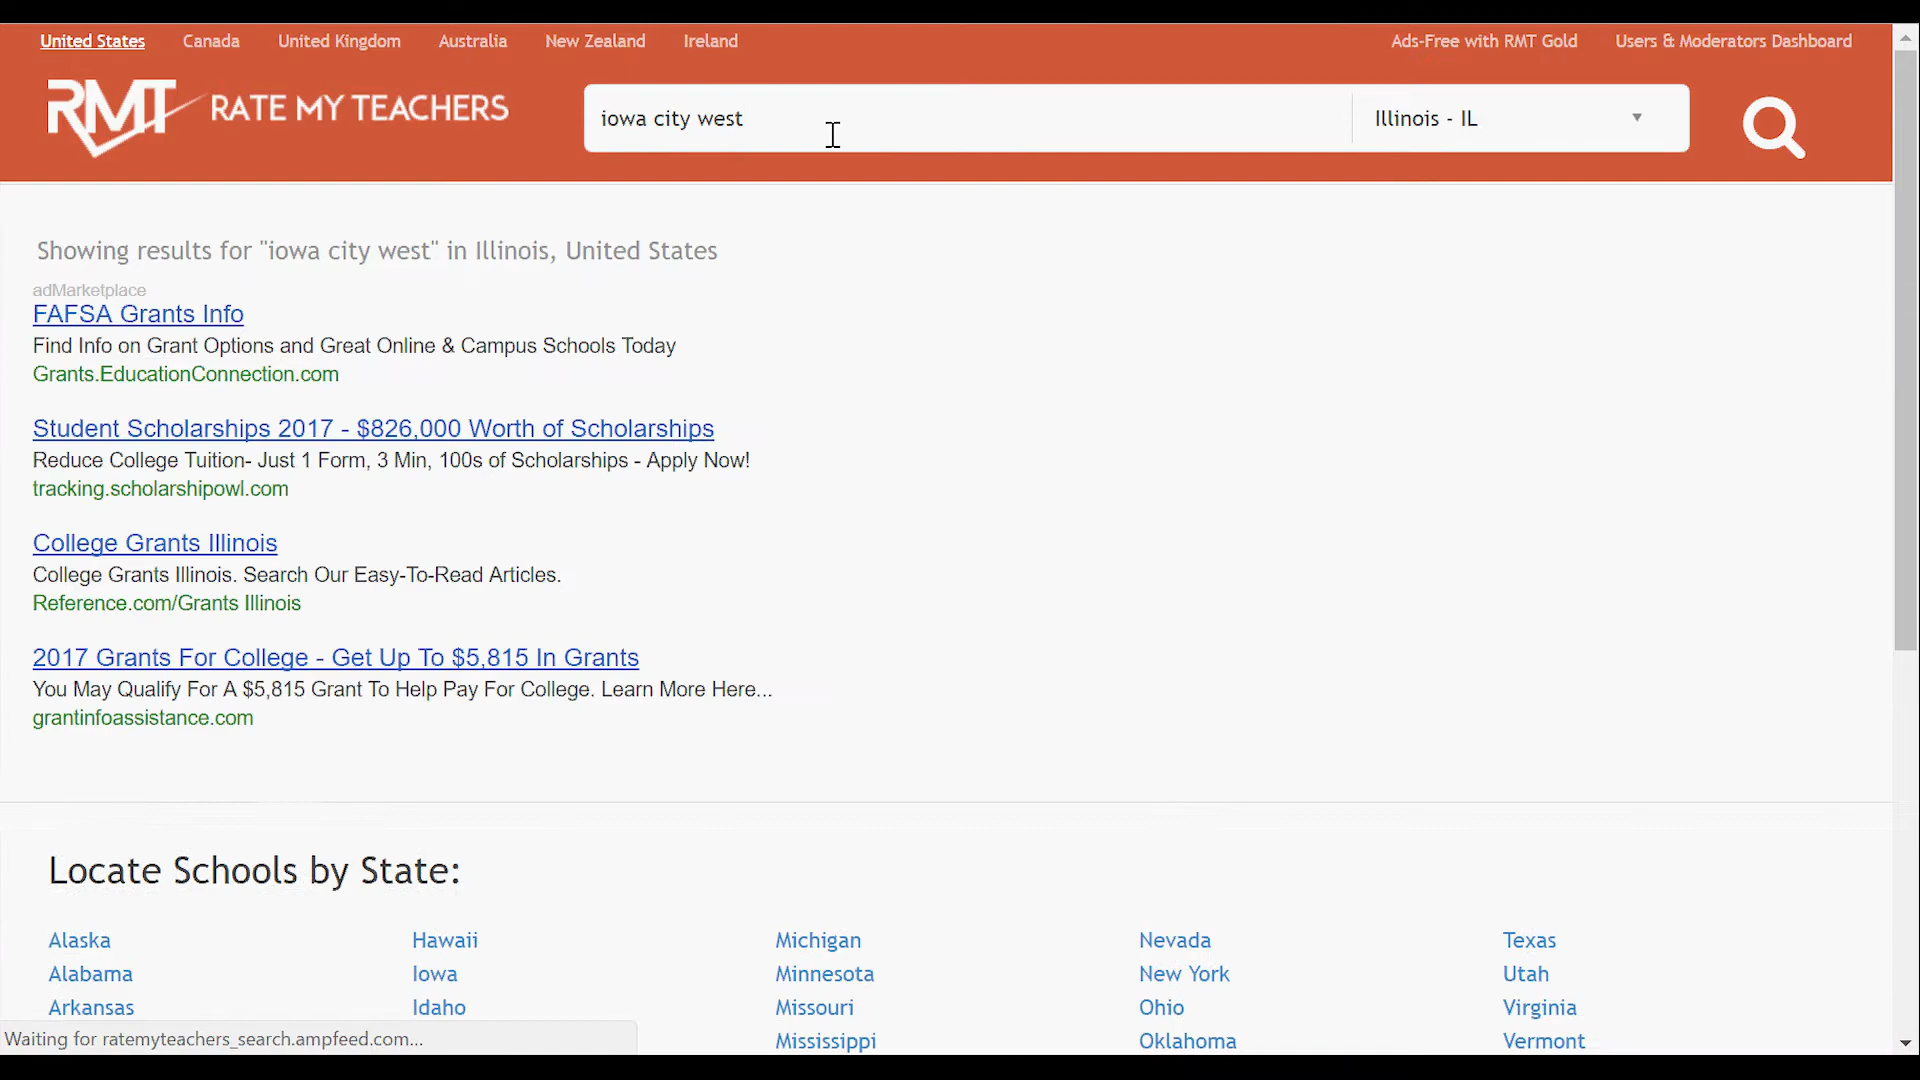 United States Canada United Kingdom Australia New Zealand Ireland Ads-Free with RMT Gold Users & Moderators Dashboard
RMT RATE MY TEACHERS
iowa city west
Illinois - IL
Showing results for "iowa city west" in Illinois, United States
adMarketplace
FAFSA Grants Info
Find Info on Grant Options and Great Online & Campus Schools Today
Grants.EducationConnection.com
Student Scholarships 2017 - $826,000 Worth of Scholarships
Reduce College Tuition- Just 1 Form, 3 Min, 100s of Scholarships - Apply Now!
tracking.scholarshipowl.com
College Grants Illinois
College Grants Illinois. Search Our Easy-To-Read Articles.
Reference.com/Grants Illinois
2017 Grants For College - Get Up To $5,815 In Grants
You May Qualify For A $5,815 Grant To Help Pay For College. Learn More Here...
grantinfoassistance.com
Locate Schools by State:
Alaska Hawaii Michigan Nevada Texas
Alabama Iowa Minnesota New York Utah
Arkansas Idaho Missouri Ohio Virginia
Mississippi Oklahoma Vermont
Waiting for ratemyteachers_search.ampfeed.com...